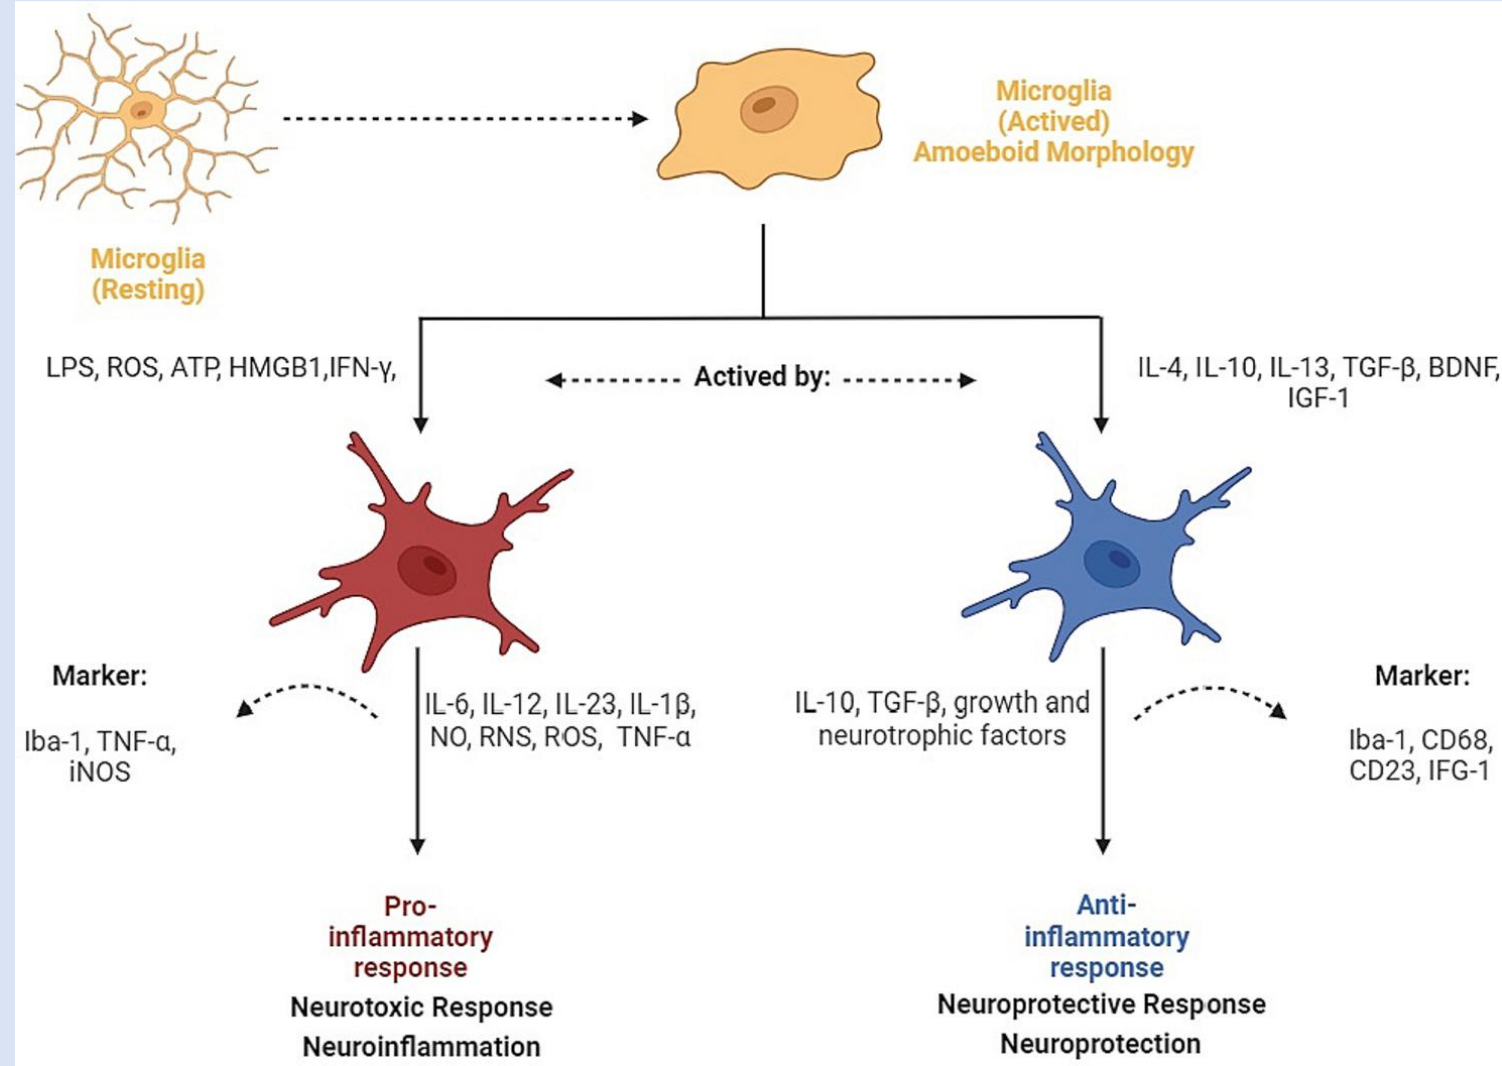 Microglia
(Actived)
Amoeboid Morphology
Microglia
(Resting)
LPS, ROS, ATP, HMGB1,IFN-γ,
Actived by:
IL-4, IL-10, IL-13, TGF-β, BDNF,
IGF-1
Marker:
Iba-1, TNF-α,
iNOS
IL-6, IL-12, IL-23, IL-1β,
NO, RNS, ROS, TNF-α
IL-10, TGF-β, growth and
neurotrophic factors
Marker:
Iba-1, CD68,
CD23, IFG-1
Pro-
inflammatory
response
Neurotoxic Response
Neuroinflammation
Anti-
inflammatory
response
Neuroprotective Response
Neuroprotection